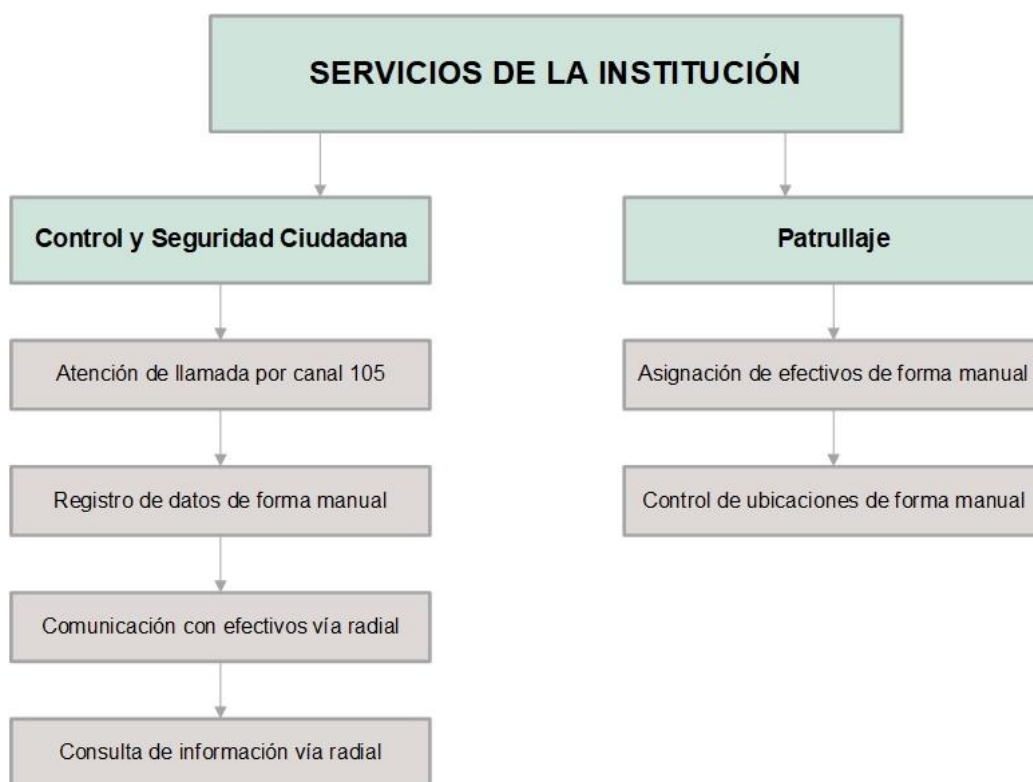 SERVICIOS DE LA INSTITUCIÓN
Control y Seguridad Ciudadana
Patrullaje
Atención de llamada por canal 105
Asignación de efectivos de forma manual
Registro de datos de forma manual
Control de ubicaciones de forma manual
Comunicación con efectivos vía radial
Consulta de información vía radial